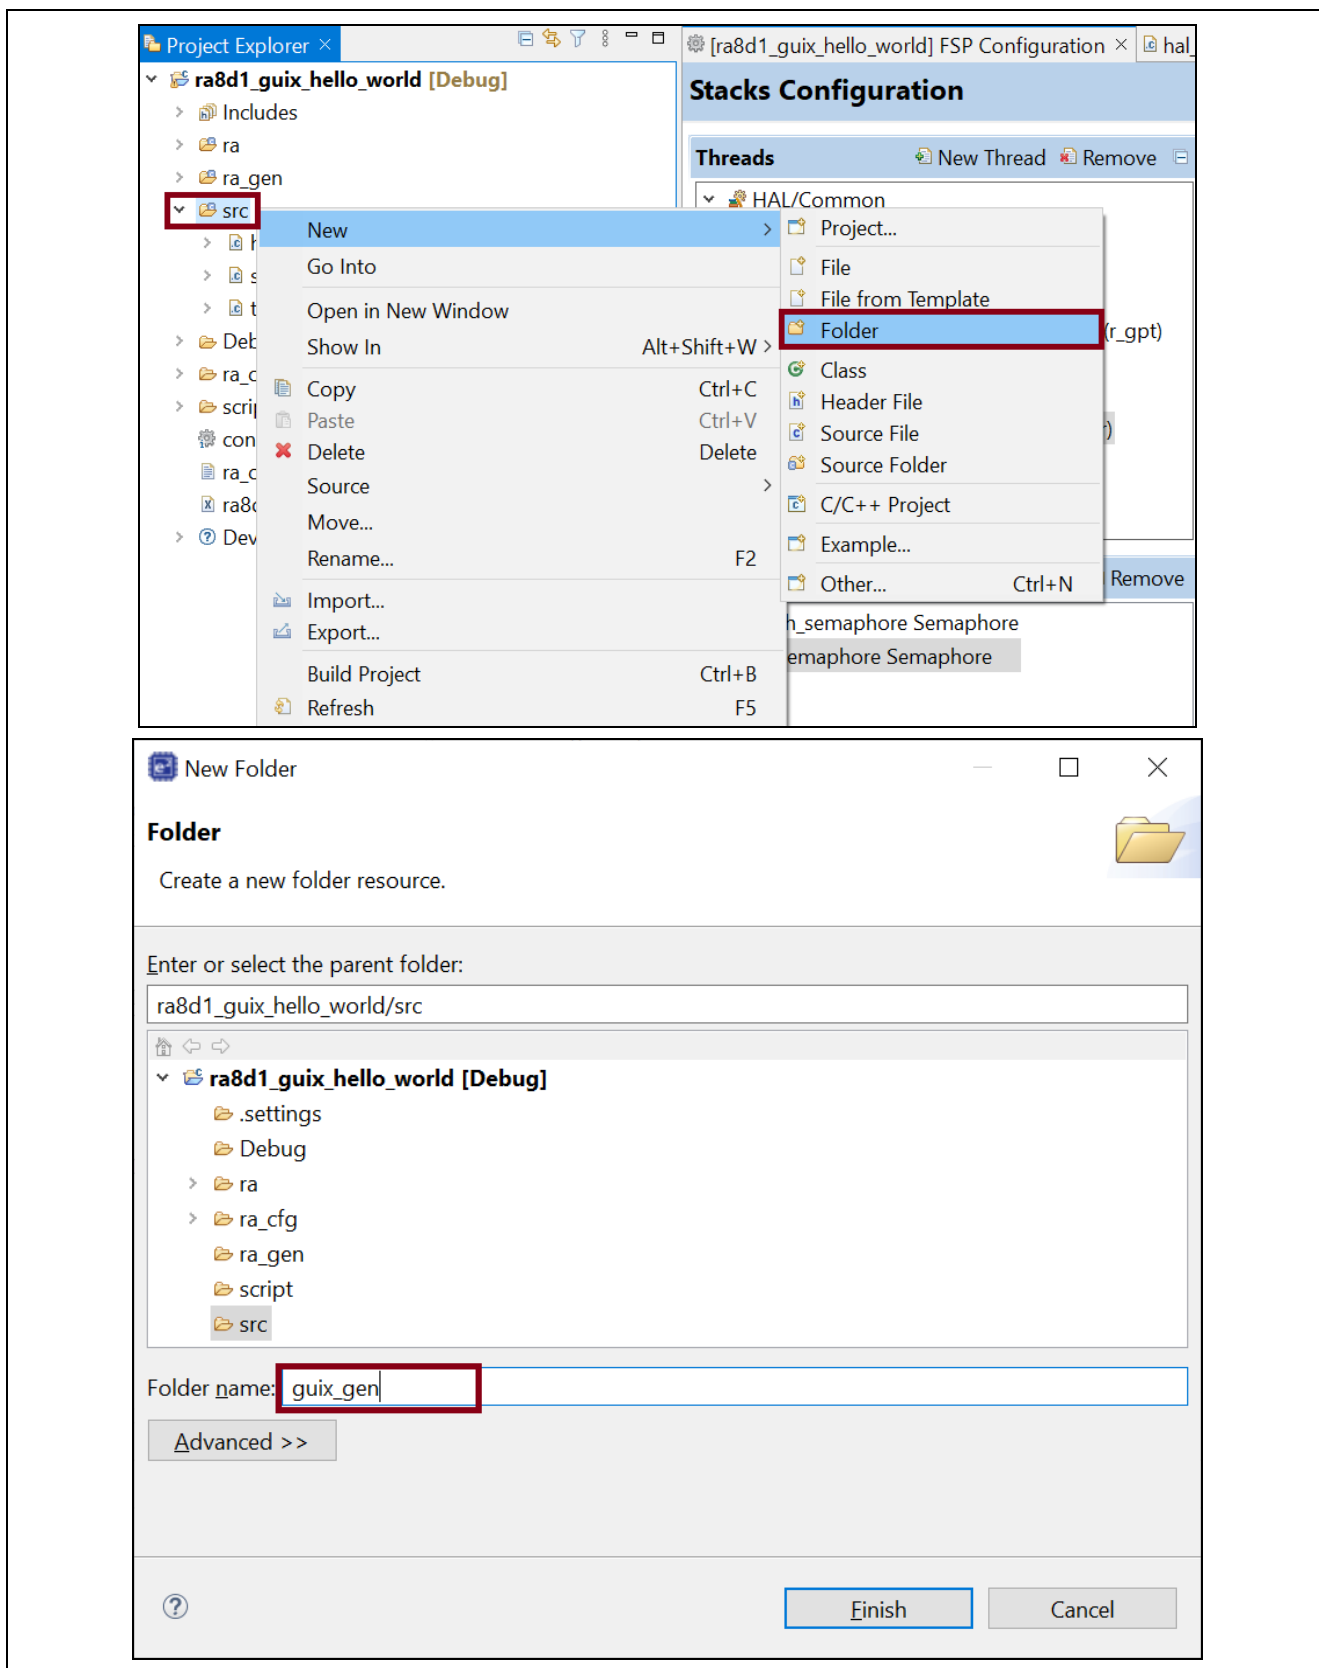 Project Explorer ×
[ra8d1_guix_hello_world] FSP Configuration ×
ra8d1_guix_hello_world [Debug]
Stacks Configuration
Includes
ra
Threads
New Thread
Remove
ra_gen
HAL/Common
src
New
Project...
Go Into
File
File from Template
Open in New Window
Folder
(r_gpt)
Show In Alt+Shift+W
Class
Copy Ctrl+C
Header File
Paste Ctrl+V
Source File
Delete Delete
Source Folder
Source
C/C++ Project
Move...
Example...
Rename... F2
Other... Ctrl+N
Remove
Import...
h_semaphore Semaphore
Export...
emaphore Semaphore
Build Project Ctrl+B
Refresh F5
New Folder
Folder
Create a new folder resource.
Enter or select the parent folder:
ra8d1_guix_hello_world/src
ra8d1_guix_hello_world [Debug]
.settings
Debug
ra
ra_cfg
ra_gen
script
src
Folder name: guix_gen
Advanced >>
Finish
Cancel